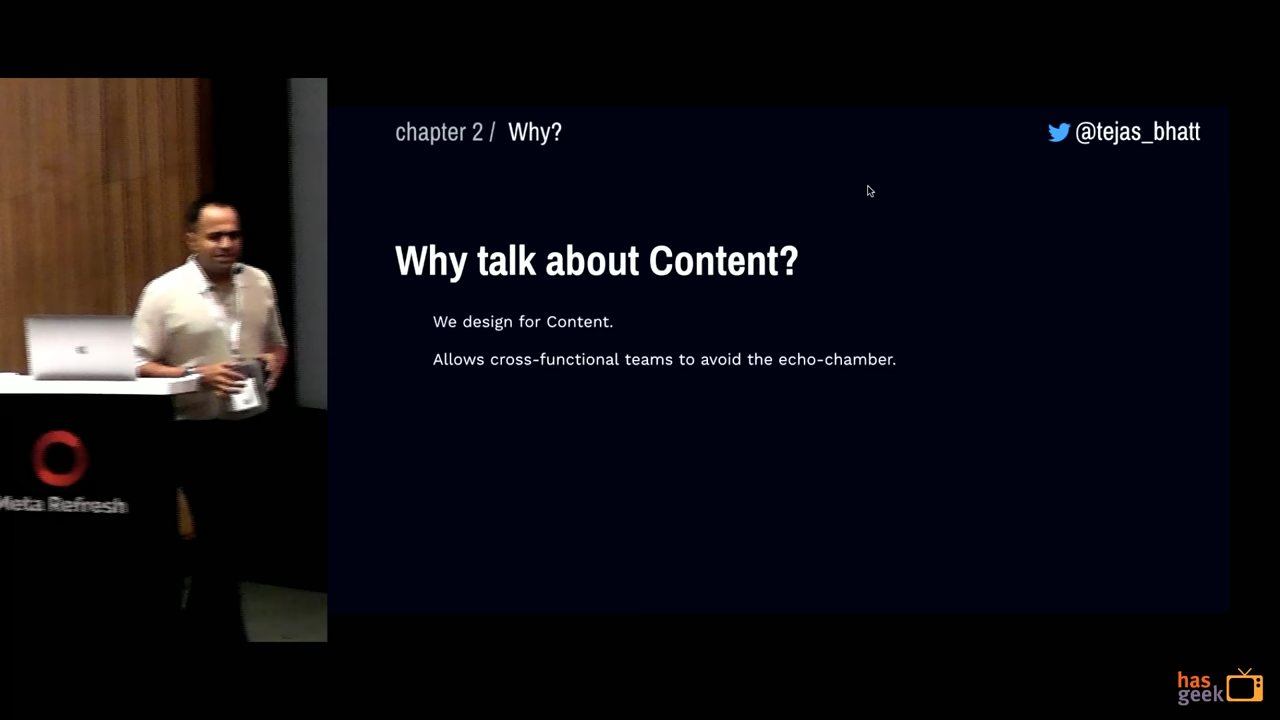 chapter 2 / Why?
@tejas_bhatt
Why talk about Content?
We design for Content.
Allows cross-functional teams to avoid the echo-chamber.
Meta Refresh
has
geek